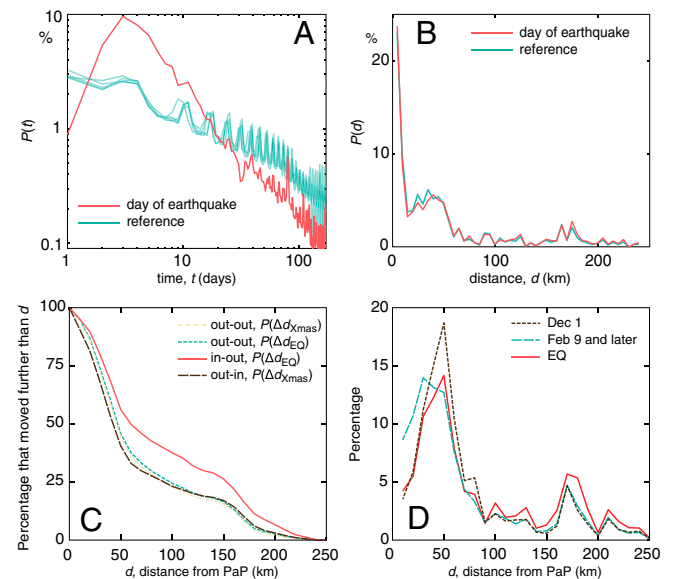 10
%
A
P(t)
1
day of earthquake
reference
0.1
1
10
100
time, t (days)
%
B
day of earthquake
reference
20
P(d)
10
0
0
100
200
distance, d (km)
100
75
50
25
0
Percentage that moved further than d
out-out, P(ΔdXmas)
out-out, P(ΔdEQ)
in-out, P(ΔdEQ)
out-in, P(ΔdXmas)
C
0
50
100
150
200
250
d, distance from PaP (km)
20
15
10
5
0
Percentage
Dec 1
Feb 9 and later
EQ
D
0
50
100
150
200
250
d, distance from PaP (km)